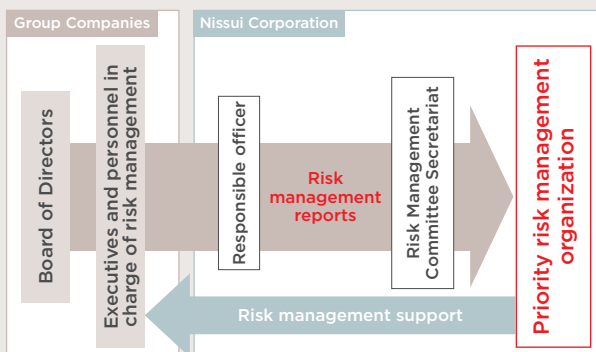 Group Companies
Nissui Corporation
Board of Directors
Executives and personnel in
charge of risk management
Responsible officer
Risk
management
reports
Risk Management
Committee Secretariat
Priority risk management
organization
Risk management support